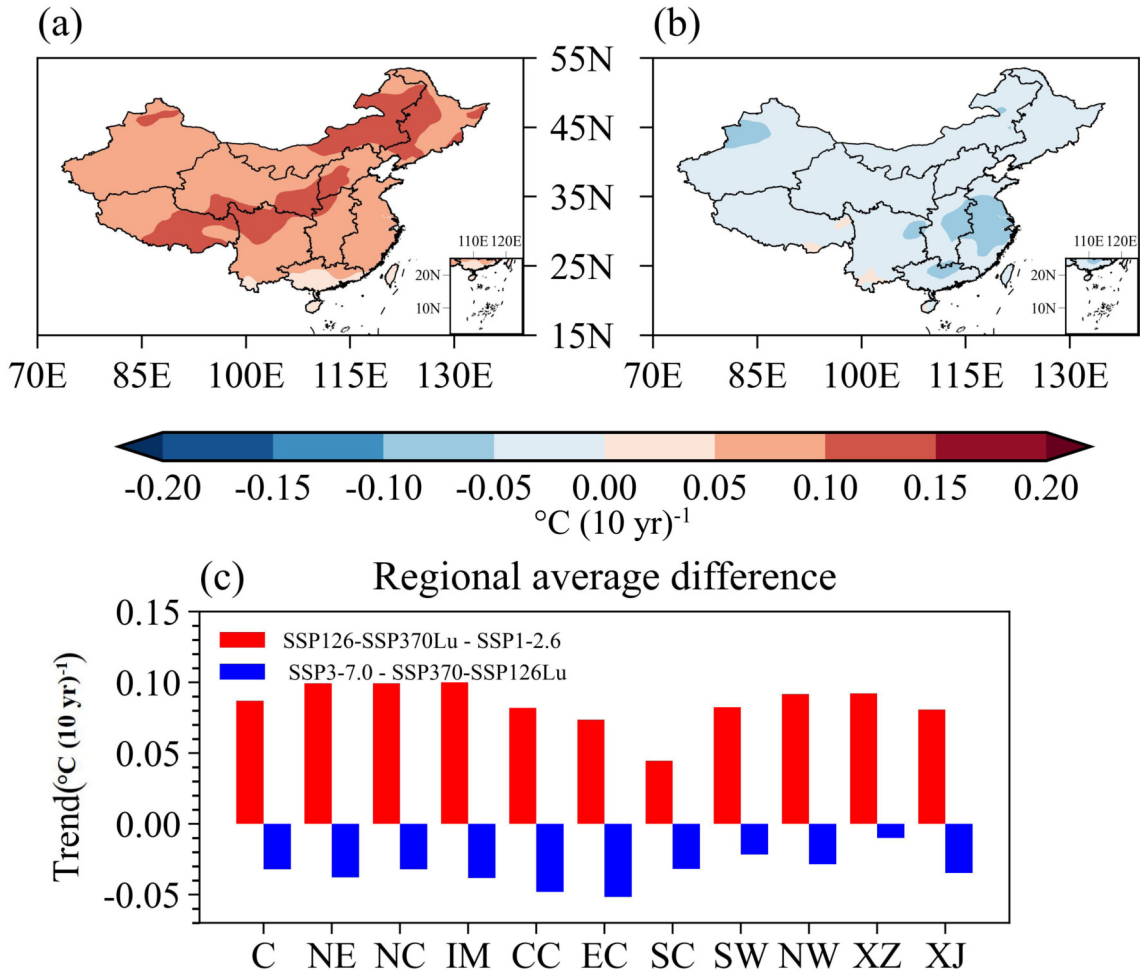 (a)
(b)
55N
45N
35N
25N
15N
110E 120E
20N
10N
110E 120E
20N
10N
70E 85E 100E 115E 130E
70E 85E 100E 115E 130E
-0.20 -0.15 -0.10 -0.05 0.00 0.05 0.10 0.15 0.20
°C (10 yr)⁻¹
(c) Regional average difference
SSP126-SSP370Lu - SSP1-2.6
SSP3-7.0 - SSP370-SSP126Lu
Trend(°C (10 yr)⁻¹
0.15
0.10
0.05
0.00
-0.05
C NE NC IM CC EC SC SW NW XZ XJ